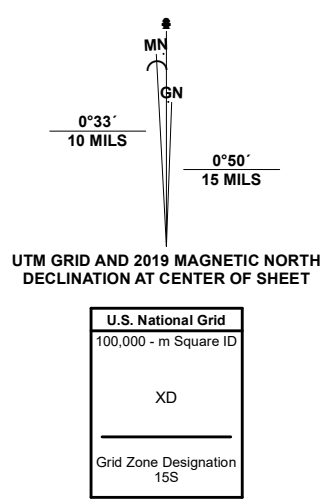 MN
GN
0°33´
10 MILS
0°50´
15 MILS
UTM GRID AND 2019 MAGNETIC NORTH
DECLINATION AT CENTER OF SHEET
U.S. National Grid
100,000 - m Square ID
XD
Grid Zone Designation
15S